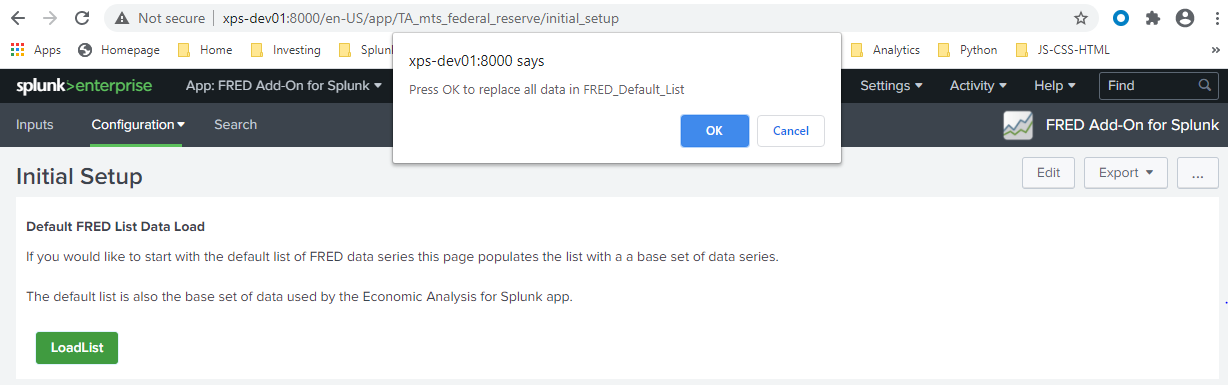 Not secure | xps-dev01:8000/en-US/app/TA_mts_federal_reserve/initial_setup
Apps Homepage Home Investing Splun Analytics Python JS-CSS-HTML
xps-dev01:8000 says
Press OK to replace all data in FRED_Default_List
OK Cancel
splunk>enterprise App: FRED Add-On for Splunk Settings Activity Help Find
Inputs Configuration Search FRED Add-On for Splunk
Initial Setup Edit Export ...
Default FRED List Data Load
If you would like to start with the default list of FRED data series this page populates the list with a a base set of data series.
The default list is also the base set of data used by the Economic Analysis for Splunk app.
LoadList